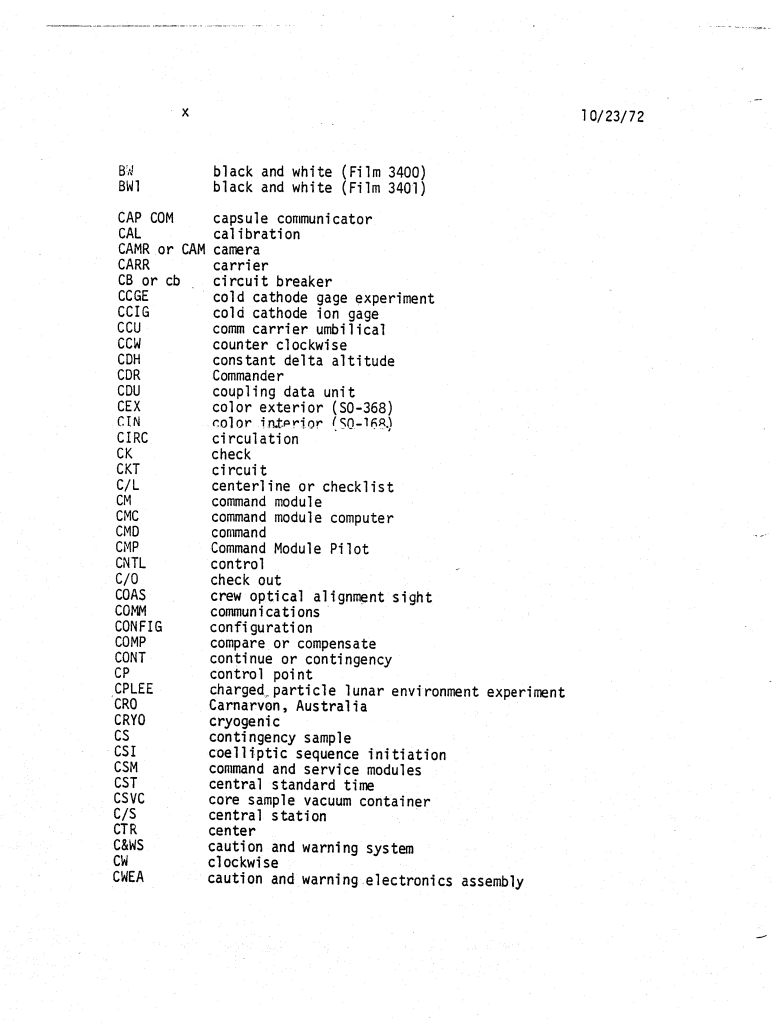 x 10/23/72
BW black and white (Film 3400)
BW1 black and white (Film 3401)
CAP COM capsule communicator
CAL calibration
CAMR or CAM camera
CARR carrier
CB or cb circuit breaker
CCGE cold cathode gage experiment
CCIG cold cathode ion gage
CCU comm carrier umbilical
CCW counter clockwise
CDH constant delta altitude
CDR Commander
CDU coupling data unit
CEX color exterior (SO-368)
CIN color interior (SO-168)
CIRC circulation
CK check
CKT circuit
C/L centerline or checklist
CM command module
CMC command module computer
CMD command
CMP Command Module Pilot
CNTL control
C/O check out
COAS crew optical alignment sight
COMM communications
CONFIG configuration
COMP compare or compensate
CONT continue or contingency
CP control point
CPLEE charged particle lunar environment experiment
CRO Carnarvon, Australia
CRYO cryogenic
CS contingency sample
CSI coelliptic sequence initiation
CSM command and service modules
CST central standard time
CSVC core sample vacuum container
C/S central station
CTR center
C&WS caution and warning system
CW clockwise
CWEA caution and warning electronics assembly